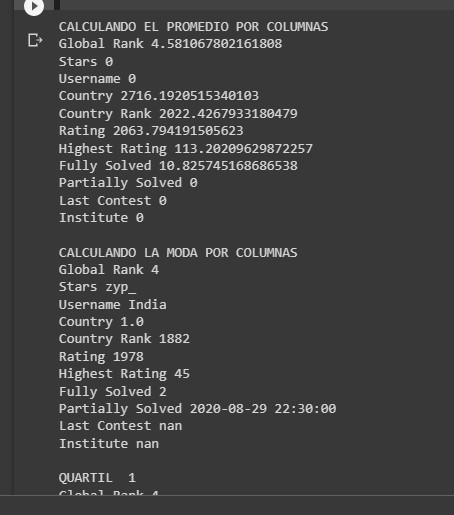 CALCULANDO EL PROMEDIO POR COLUMNAS
Global Rank 4.581067802161808
Stars 0
Username 0
Country 2716.1920515340103
Country Rank 2022.4267933180479
Rating 2063.794191505623
Highest Rating 113.20209629872257
Fully Solved 10.825745168686538
Partially Solved 0
Last Contest 0
Institute 0
CALCULANDO LA MODA POR COLUMNAS
Global Rank 4
Stars zyp_
Username India
Country 1.0
Country Rank 1882
Rating 1978
Highest Rating 45
Fully Solved 2
Partially Solved 2020-08-29 22:30:00
Last Contest nan
Institute nan
QUARTIL  1
Global Rank 4